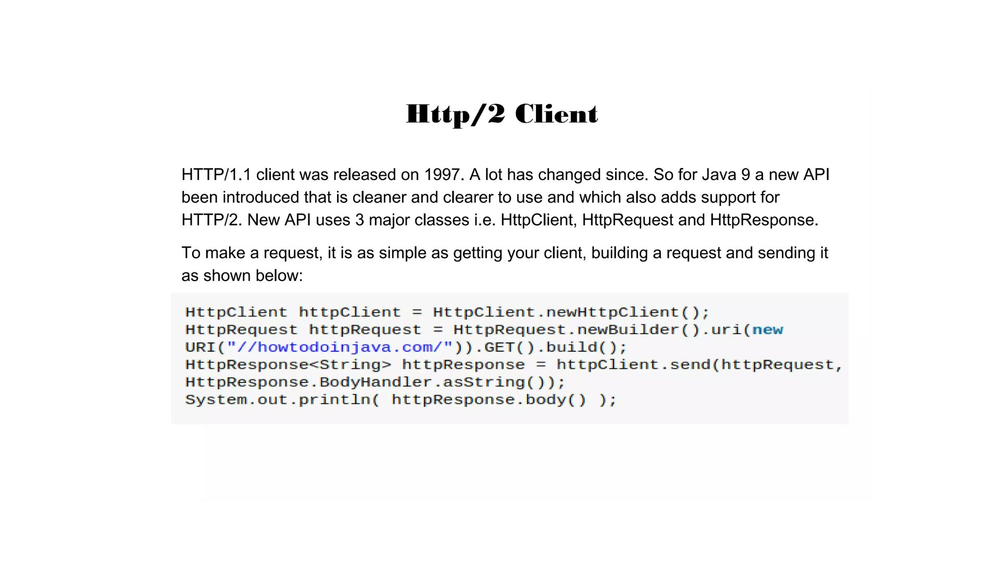 Http/2 Client
HTTP/1.1 client was released on 1997. A lot has changed since. So for Java 9 a new API
been introduced that is cleaner and clearer to use and which also adds support for
HTTP/2. New API uses 3 major classes i.e. HttpClient, HttpRequest and HttpResponse.
To make a request, it is as simple as getting your client, building a request and sending it
as shown below:
HttpClient httpClient = HttpClient.newHttpClient();
HttpRequest httpRequest = HttpRequest.newBuilder().uri(new
URI("//howtodoinjava.com/")).GET().build();
HttpResponse<String> httpResponse = httpClient.send(httpRequest,
HttpResponse.BodyHandler.asString());
System.out.println( httpResponse.body() );